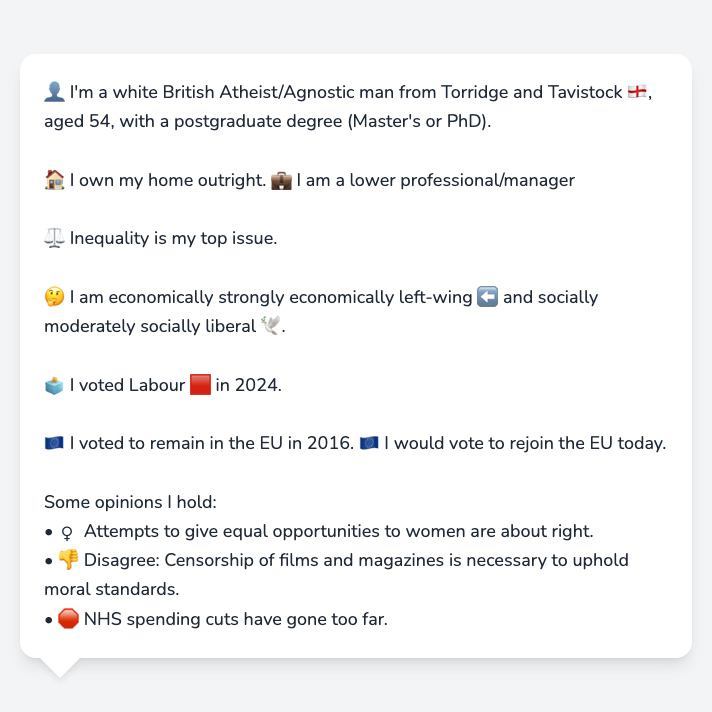 👤 I'm a white British Atheist/Agnostic man from Torridge and Tavistock 🏴󠁧󠁢󠁥󠁮󠁧󠁿,
aged 54, with a postgraduate degree (Master's or PhD).
🏠 I own my home outright. 💼 I am a lower professional/manager
⚖️ Inequality is my top issue.
🤔 I am economically strongly economically left-wing ⬅️ and socially
moderately socially liberal 🕊️.
🗳️ I voted Labour 🟥 in 2024.
🇪🇺 I voted to remain in the EU in 2016. 🇪🇺 I would vote to rejoin the EU today.
Some opinions I hold:
• ♀ Attempts to give equal opportunities to women are about right.
• 👎 Disagree: Censorship of films and magazines is necessary to uphold
moral standards.
• 🛑 NHS spending cuts have gone too far.